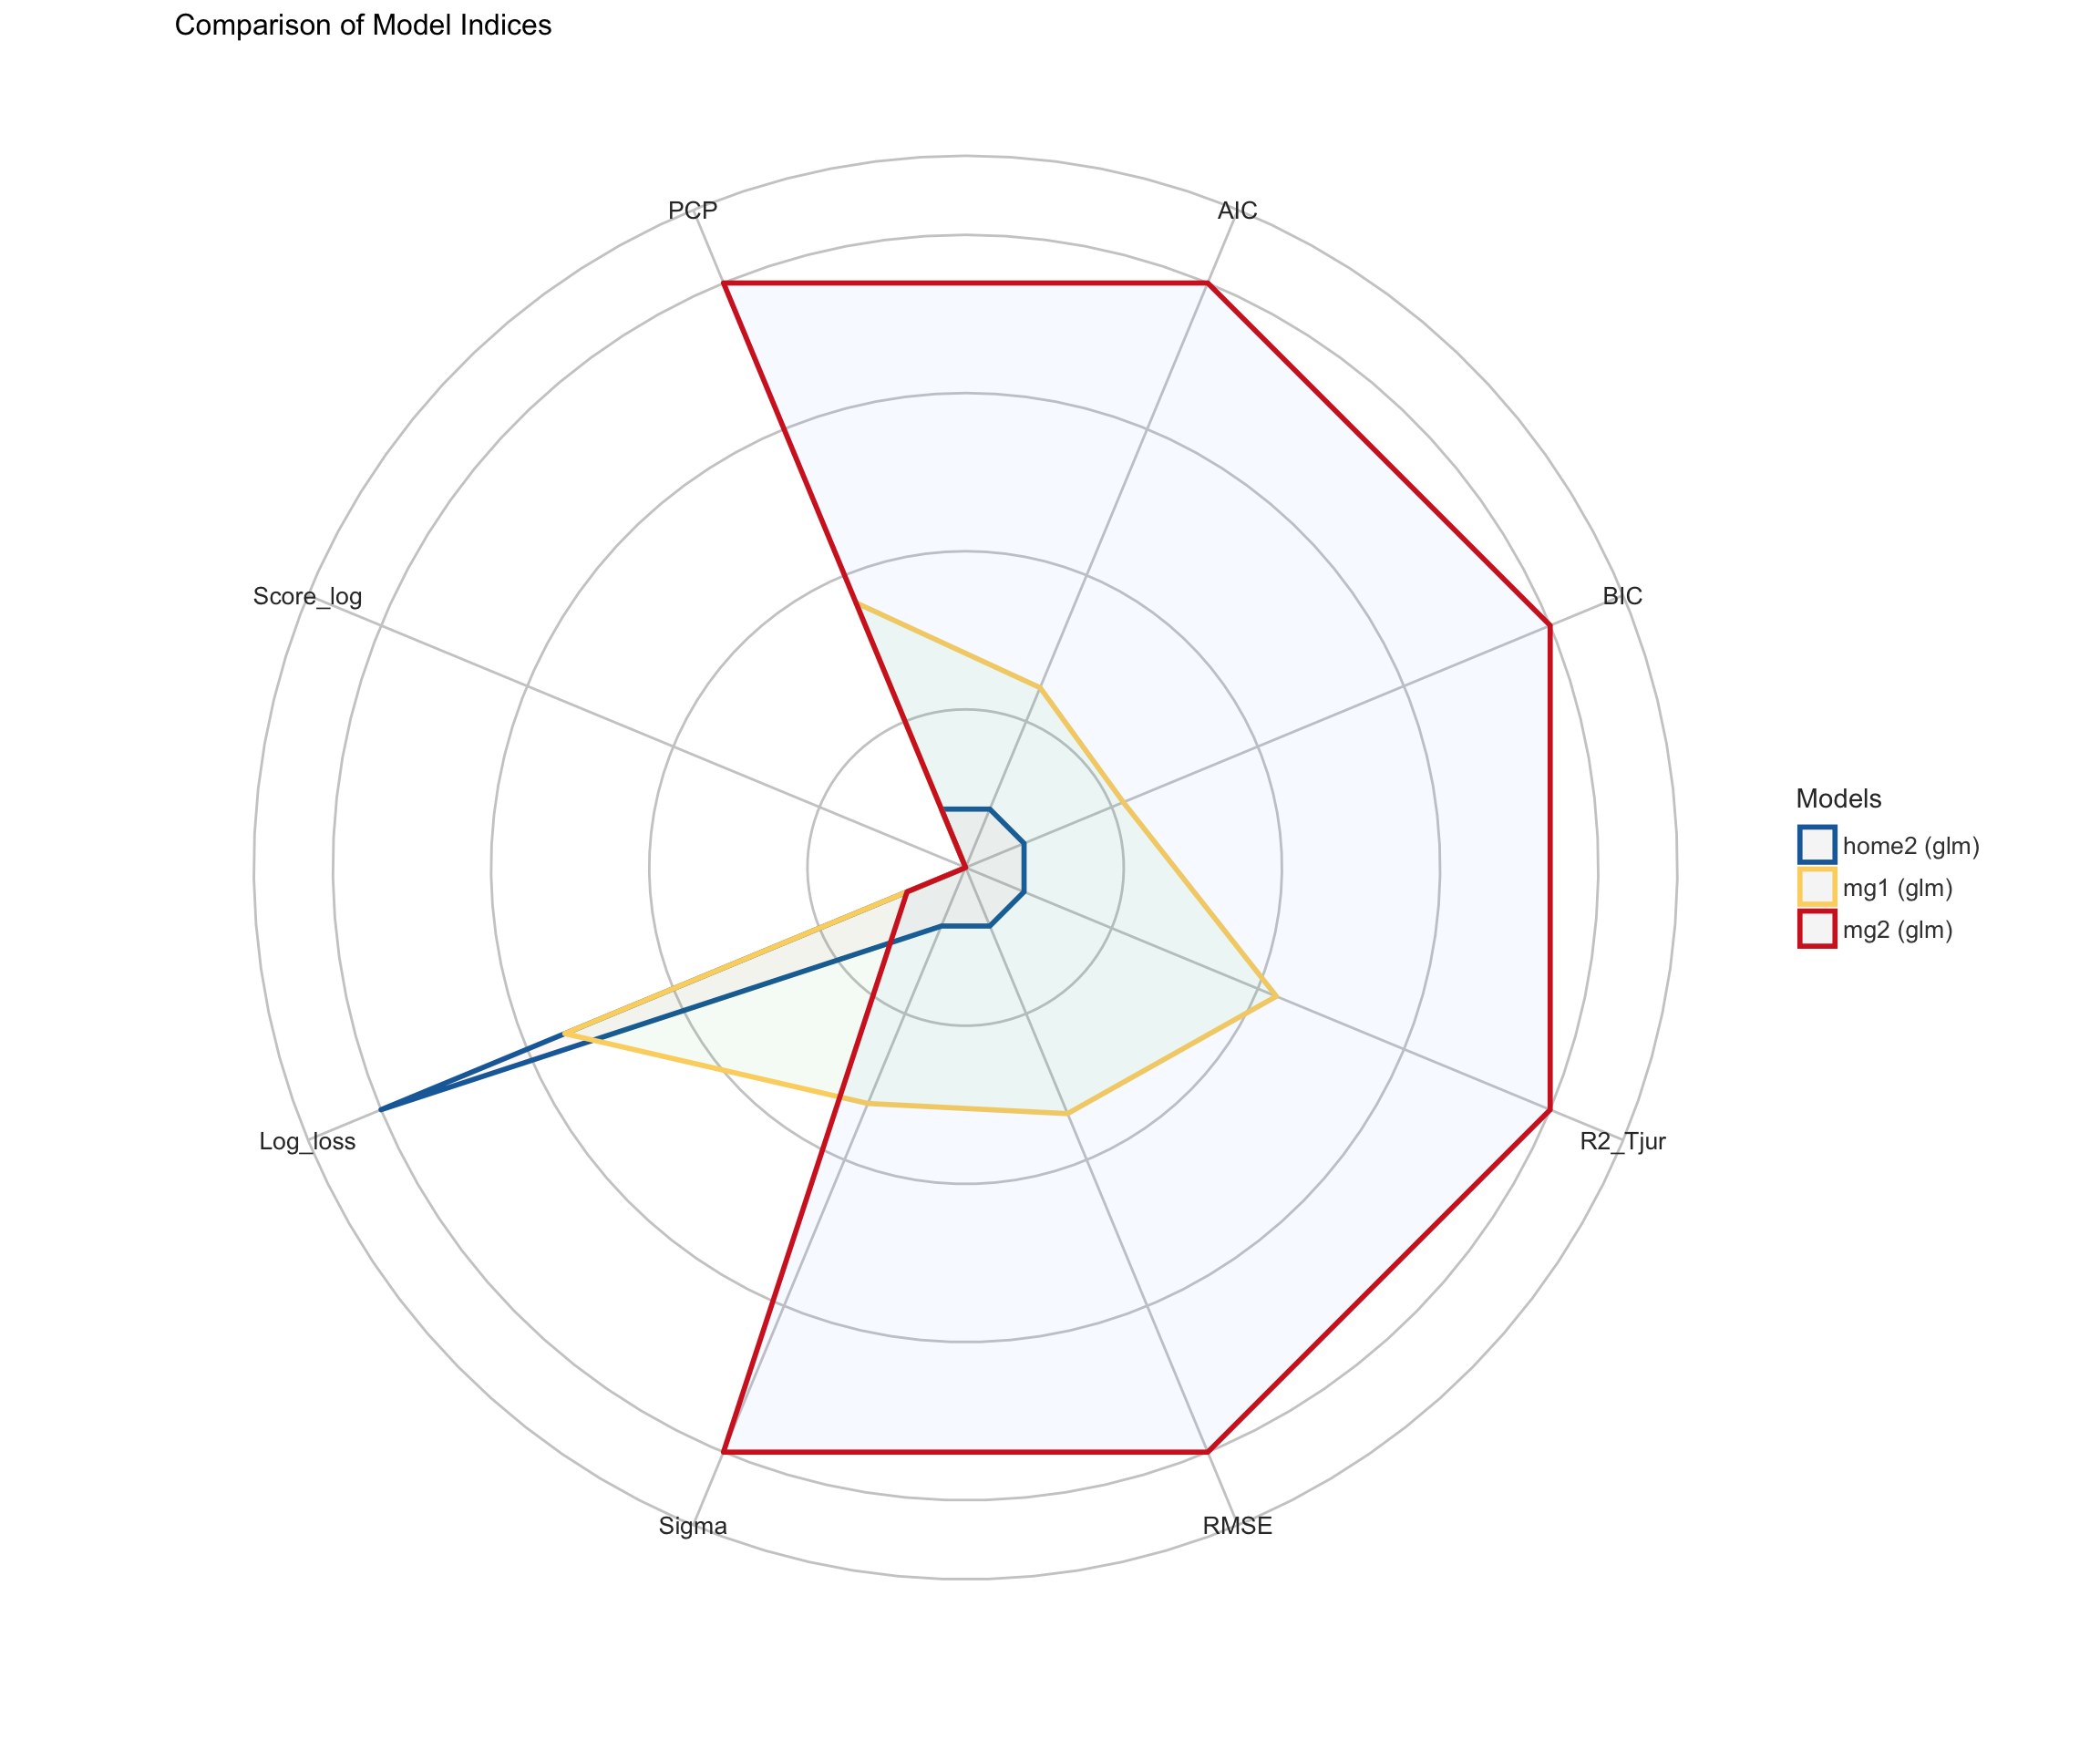 Comparison of Model Indices
PCP
AIC
Score_log
BIC
Models
home2 (glm)
mg1 (glm)
mg2 (glm)
Log_loss
R2_Tjur
Sigma
RMSE